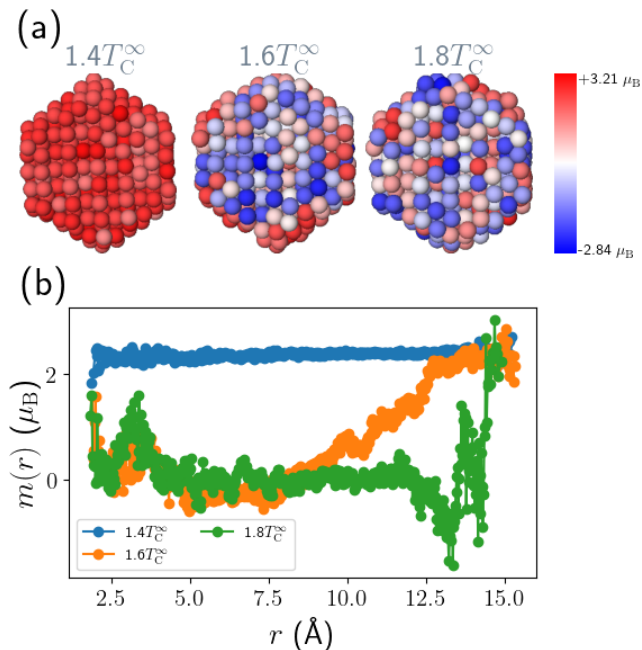 (a)
1.4T_C^∞ 1.6T_C^∞ 1.8T_C^∞
+3.21 μ_B
-2.84 μ_B
(b)
m(r) (μ_B)
2
0
1.4T_C^∞
1.6T_C^∞
1.8T_C^∞
2.5 5.0 7.5 10.0 12.5 15.0
r (Å)